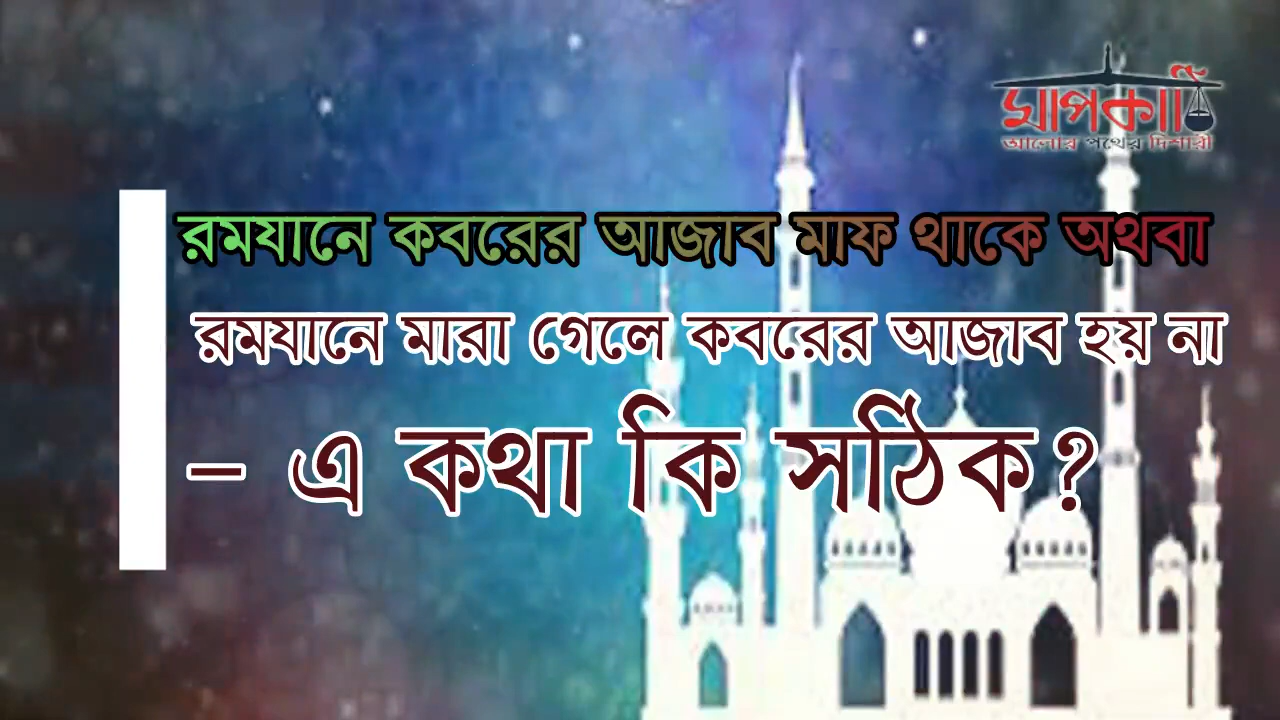 মাপকাঠি
আলোর পথের দিশারী
রমযানে কবরের আজাব মাফ থাকে অথবা
রমযানে মারা গেলে কবরের আজাব হয় না
– এ কথা কি সঠিক?